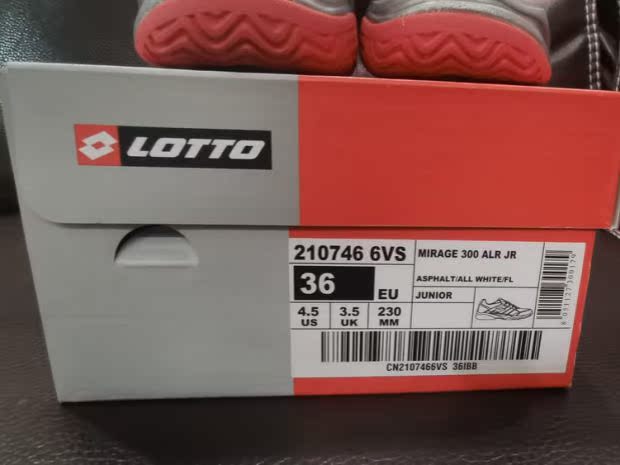 LOTTO
210746 6VS
MIRAGE 300 ALR JR
36
EU
ASPHALT/ALL WHITE/FL
JUNIOR
4.5 US
3.5 UK
230 MM
CN2107466VS 36IBB